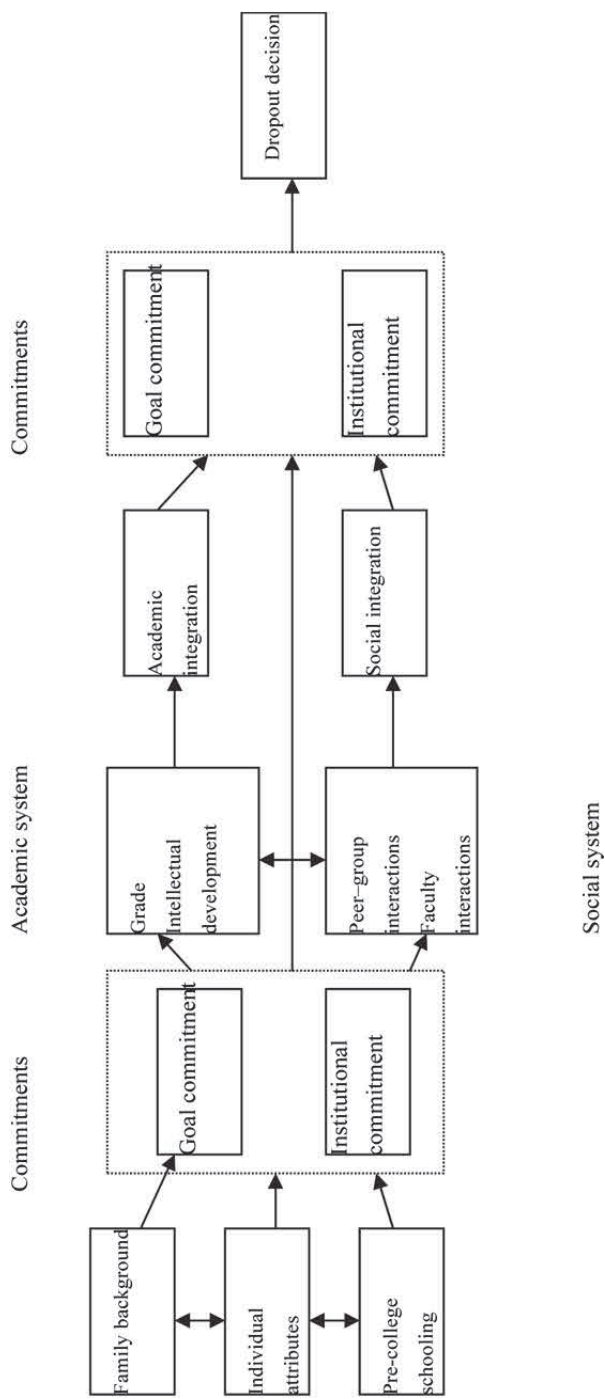 Commitments
Academic system
Commitments
Family background
Individual
attributes
Pre-college
schooling
Goal commitment
Institutional
commitment
Grade
Intellectual
development
Peer–group
interactions
Faculty
interactions
Academic
integration
Social integration
Goal commitment
Institutional
commitment
Dropout decision
Social system